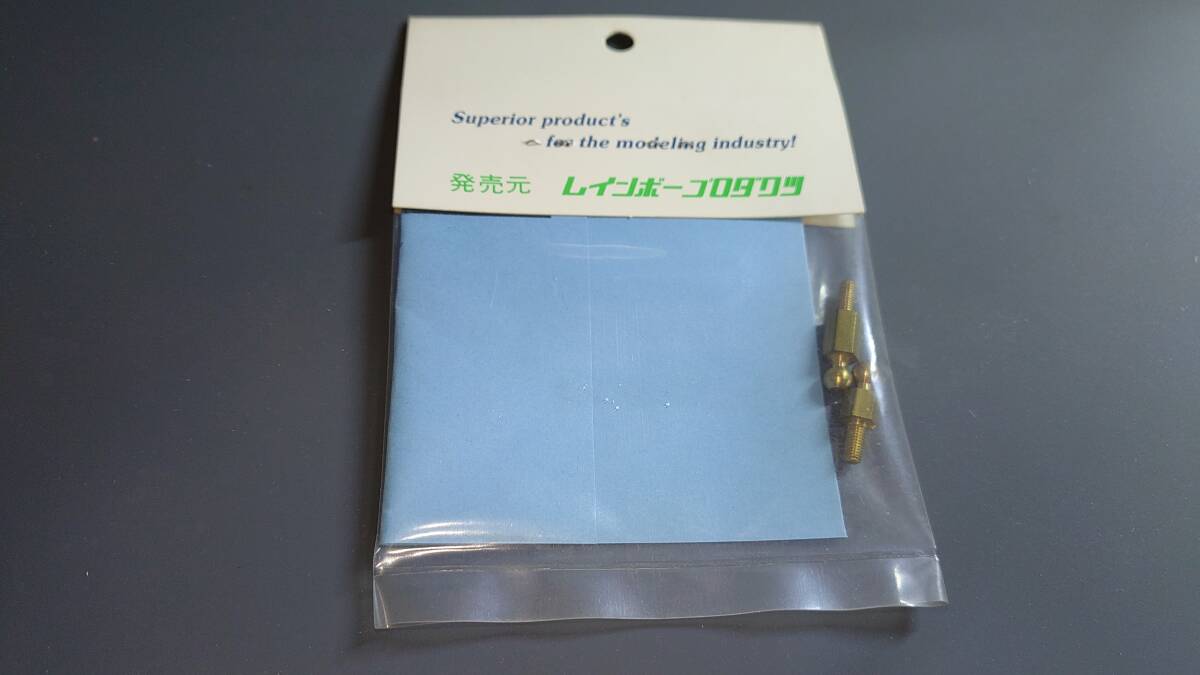 Superior product's
for the modeling industry!
発売元 レインボープロダクツ